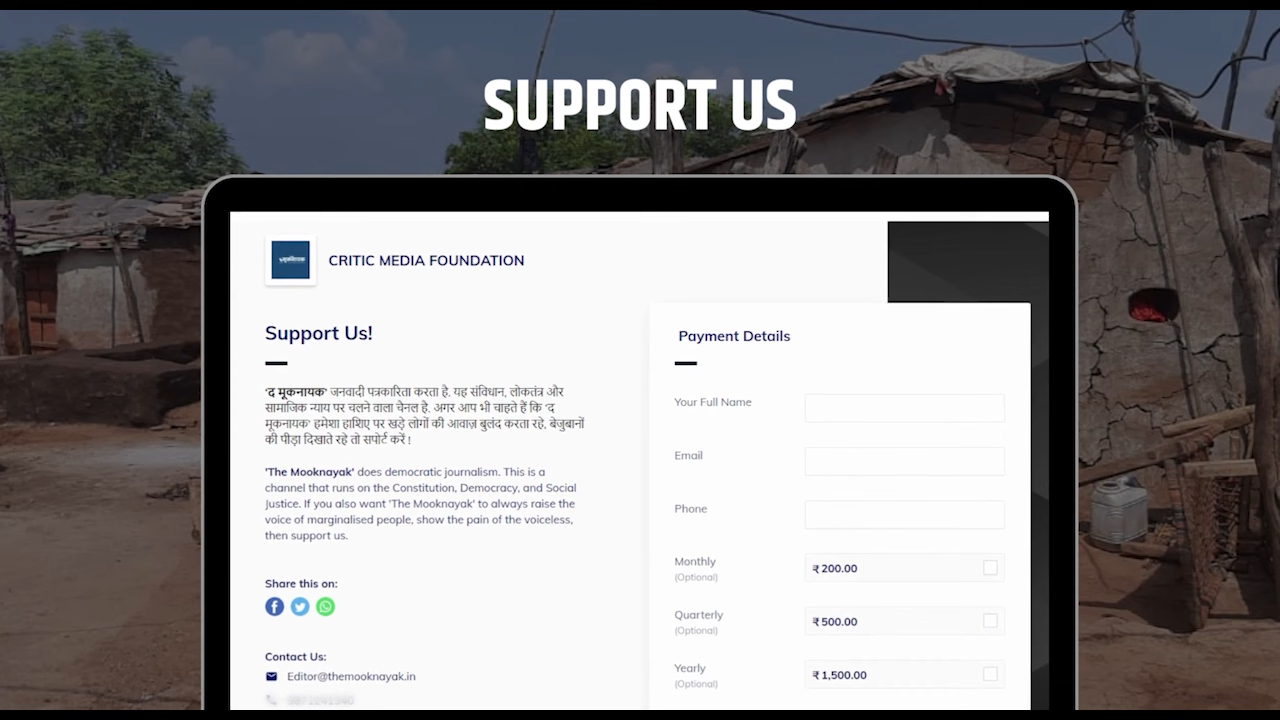 SUPPORT US
CRITIC MEDIA FOUNDATION
Support Us!
'द मूकनायक' जनवादी पत्रकारिता करता है. यह संविधान, लोकतंत्र और
सामाजिक न्याय पर चलने वाला चेनल है. अगर आप भी चाहते हैं कि 'द
मूकनायक' हमेशा हाशिए पर खड़े लोगों की आवाज़ बुलंद करता रहे, बेजुबानों
की पीड़ा दिखाते रहे तो सपोर्ट करें !
'The Mooknayak' does democratic journalism. This is a
channel that runs on the Constitution, Democracy, and Social
Justice. If you also want 'The Mooknayak' to always raise the
voice of marginalised people, show the pain of the voiceless,
then support us.
Share this on:
Contact Us:
Editor@themooknayak.in
Payment Details
Your Full Name
Email
Phone
Monthly
(Optional)
₹ 200.00
Quarterly
(Optional)
₹ 500.00
Yearly
(Optional)
₹ 1,500.00